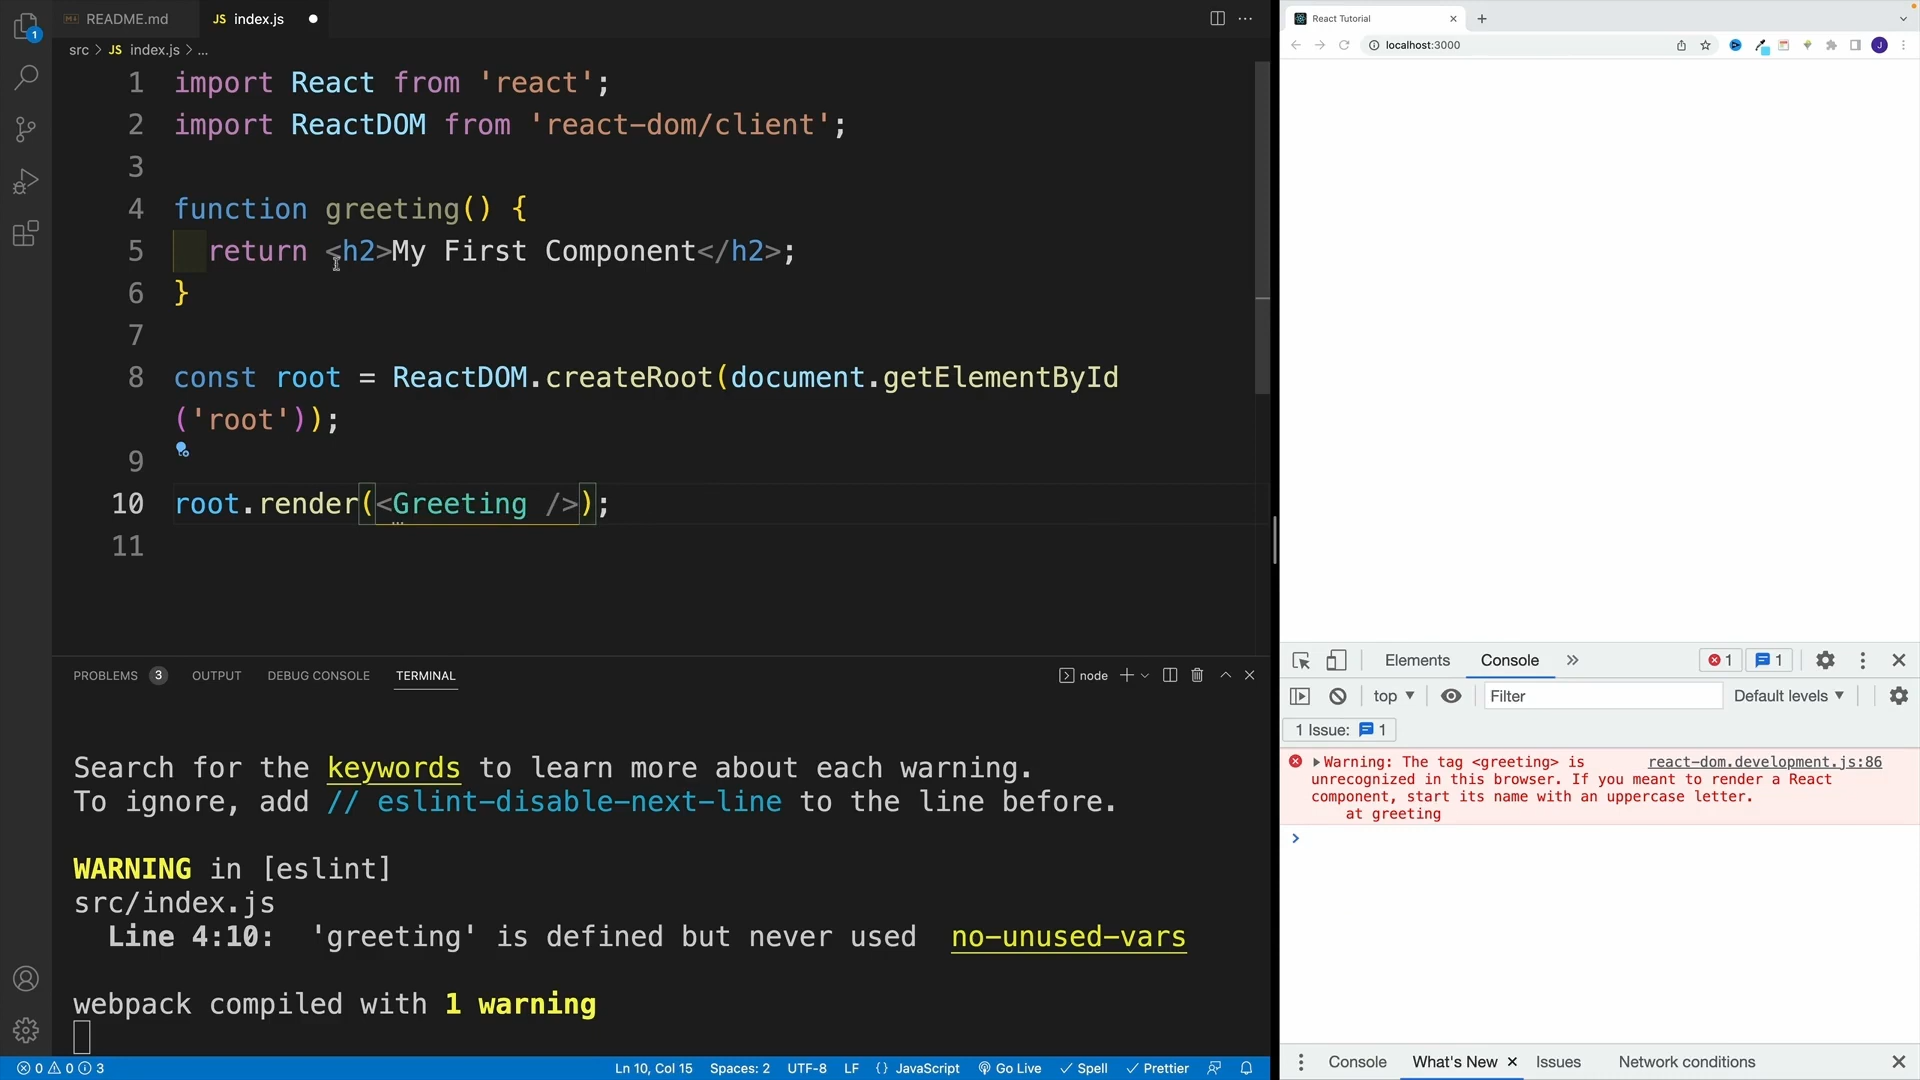 README.md
JS index.js
src > JS index.js > ...
1 import React from 'react';
2 import ReactDOM from 'react-dom/client';
3
4 function greeting() {
5 return <h2>My First Component</h2>;
6 }
7
8 const root = ReactDOM.createRoot(document.getElementById
('root'));
9
10 root.render(<Greeting />);
11
PROBLEMS 3 OUTPUT DEBUG CONSOLE TERMINAL
node
Search for the keywords to learn more about each warning.
To ignore, add // eslint-disable-next-line to the line before.
WARNING in [eslint]
src/index.js
Line 4:10: 'greeting' is defined but never used no-unused-vars
webpack compiled with 1 warning
0 0 3 Ln 10, Col 15 Spaces: 2 UTF-8 LF {} JavaScript Go Live Spell Prettier
1
React Tutorial
localhost:3000
J
Elements Console 1 1
top Filter Default levels
1 Issue: 1
Warning: The tag <greeting> is react-dom.development.js:86
unrecognized in this browser. If you meant to render a React
component, start its name with an uppercase letter.
at greeting
Console What's New Issues Network conditions